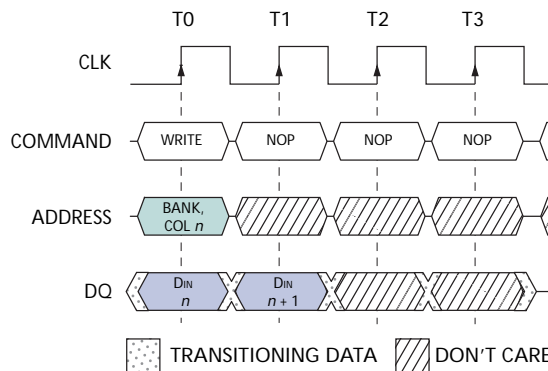 T0 T1 T2 T3
CLK
COMMAND WRITE NOP NOP NOP
ADDRESS BANK,
COL n
DQ DIN
n
DIN
n + 1
TRANSITIONING DATA DON'T CARE